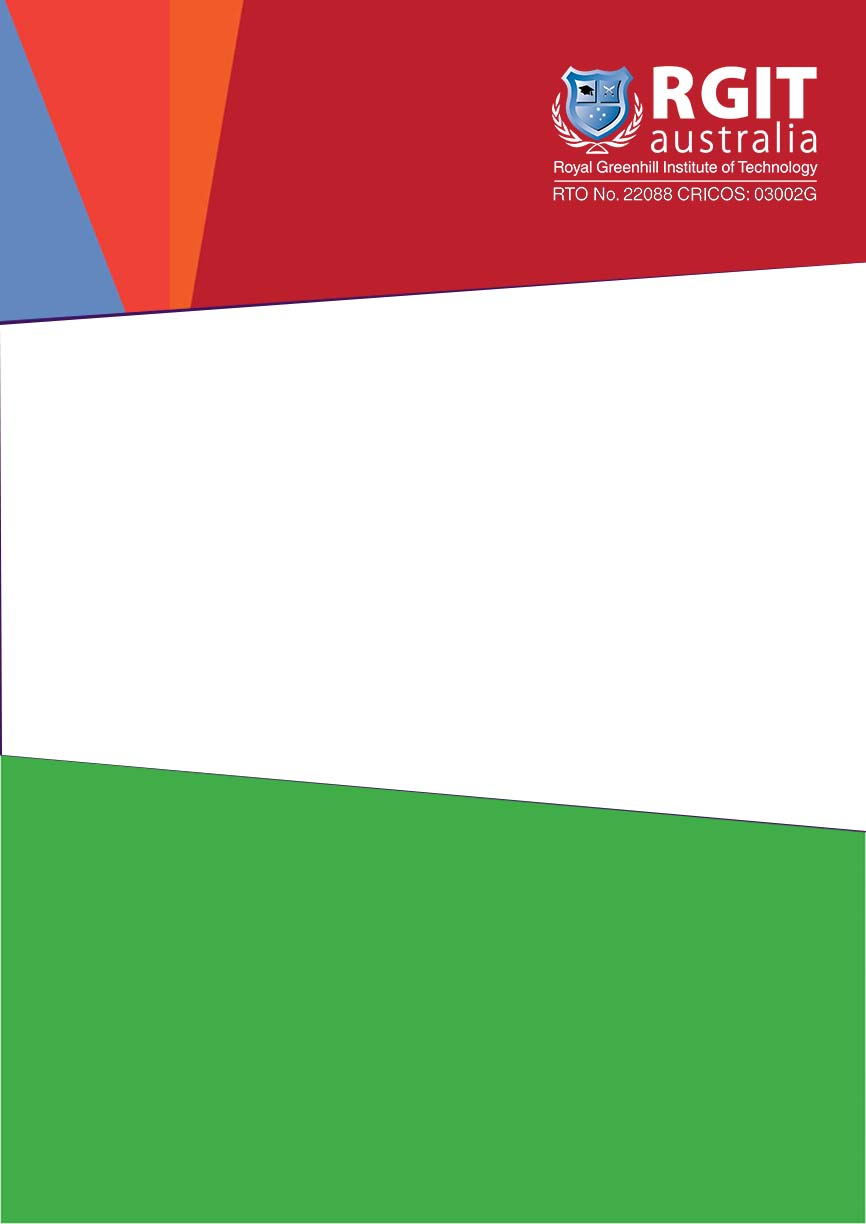 RGIT
australia
Royal Greenhill Institute of Technology
RTO No. 22088 CRICOS: 03002G